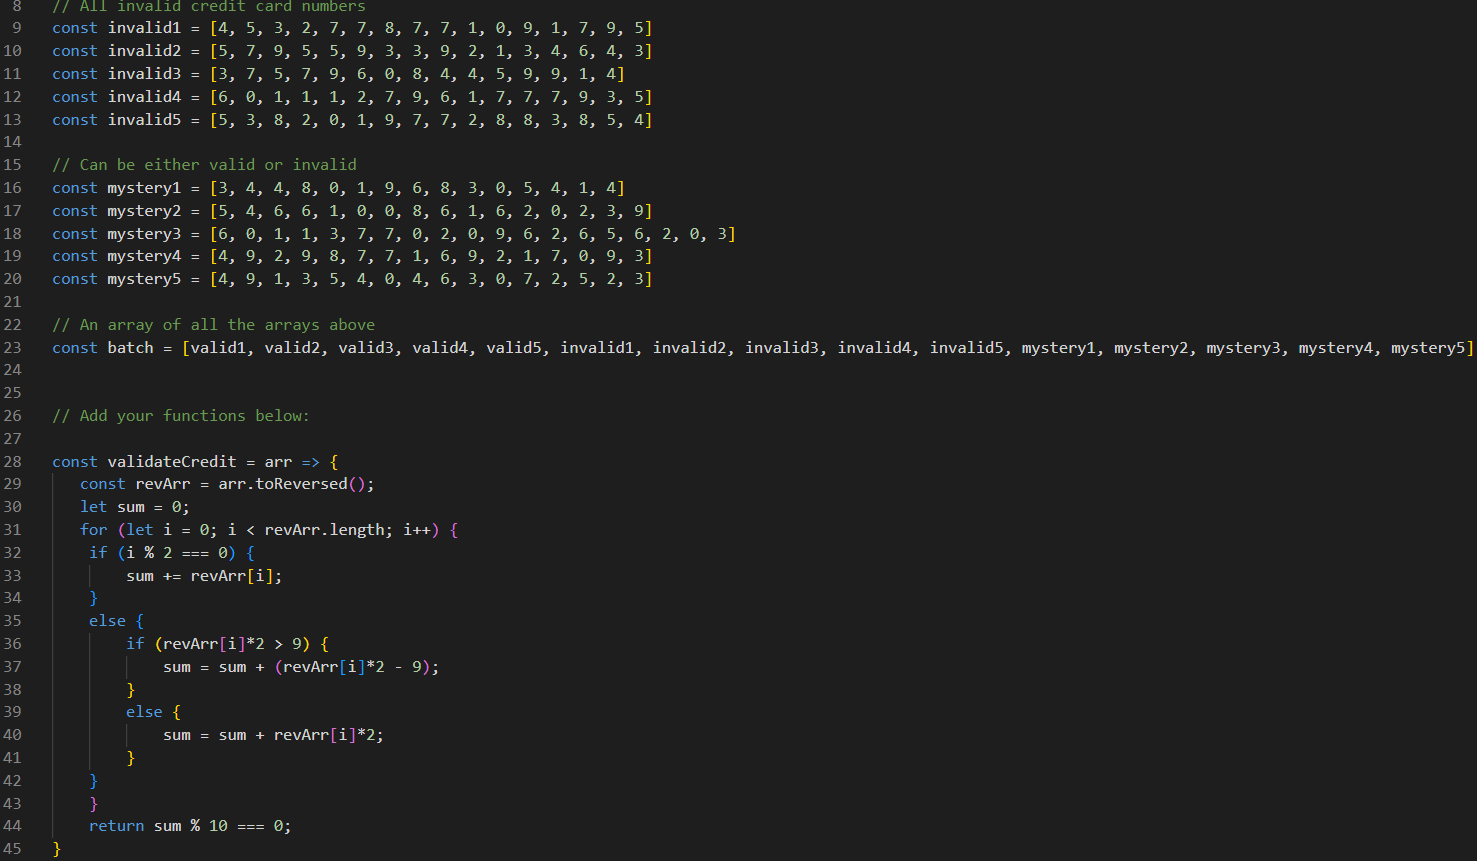 8 // All invalid credit card numbers
9 const invalid1 = [4, 5, 3, 2, 7, 7, 8, 7, 7, 1, 0, 9, 1, 7, 9, 5]
10 const invalid2 = [5, 7, 9, 5, 5, 9, 3, 3, 9, 2, 1, 3, 4, 6, 4, 3]
11 const invalid3 = [3, 7, 5, 7, 9, 6, 0, 8, 4, 4, 5, 9, 9, 1, 4]
12 const invalid4 = [6, 0, 1, 1, 1, 2, 7, 9, 6, 1, 7, 7, 7, 9, 3, 5]
13 const invalid5 = [5, 3, 8, 2, 0, 1, 9, 7, 7, 2, 8, 8, 3, 8, 5, 4]
14
15 // Can be either valid or invalid
16 const mystery1 = [3, 4, 4, 8, 0, 1, 9, 6, 8, 3, 0, 5, 4, 1, 4]
17 const mystery2 = [5, 4, 6, 6, 1, 0, 0, 8, 6, 1, 6, 2, 0, 2, 3, 9]
18 const mystery3 = [6, 0, 1, 1, 3, 7, 7, 0, 2, 0, 9, 6, 2, 6, 5, 6, 2, 0, 3]
19 const mystery4 = [4, 9, 2, 9, 8, 7, 7, 1, 6, 9, 2, 1, 7, 0, 9, 3]
20 const mystery5 = [4, 9, 1, 3, 5, 4, 0, 4, 6, 3, 0, 7, 2, 5, 2, 3]
21
22 // An array of all the arrays above
23 const batch = [valid1, valid2, valid3, valid4, valid5, invalid1, invalid2, invalid3, invalid4, invalid5, mystery1, mystery2, mystery3, mystery4, mystery5]
24
25
26 // Add your functions below:
27
28 const validateCredit = arr => {
29 const revArr = arr.toReversed();
30 let sum = 0;
31 for (let i = 0; i < revArr.length; i++) {
32 if (i % 2 === 0) {
33 sum += revArr[i];
34 }
35 else {
36 if (revArr[i]*2 > 9) {
37 sum = sum + (revArr[i]*2 - 9);
38 }
39 else {
40 sum = sum + revArr[i]*2;
41 }
42 }
43 }
44 return sum % 10 === 0;
45 }